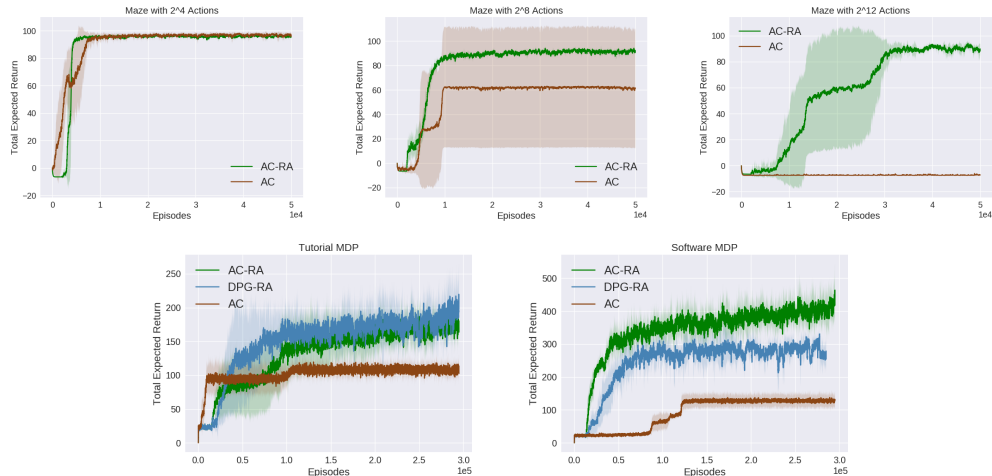 Maze with 2^4 Actions
Total Expected Return
100
80
60
40
20
0
−20
AC-RA
AC
0
1
2
3
4
5
1e4
Episodes
Maze with 2^8 Actions
Total Expected Return
100
80
60
40
20
0
−20
AC-RA
AC
0
1
2
3
4
5
1e4
Episodes
Maze with 2^12 Actions
Total Expected Return
100
80
60
40
20
0
−20
AC-RA
AC
0
1
2
3
4
5
1e4
Episodes
Tutorial MDP
Total Expected Return
250
200
150
100
50
0
AC-RA
DPG-RA
AC
0.0
0.5
1.0
1.5
2.0
2.5
3.0
1e5
Episodes
Software MDP
Total Expected Return
500
400
300
200
100
0
AC-RA
DPG-RA
AC
0.0
0.5
1.0
1.5
2.0
2.5
3.0
1e5
Episodes